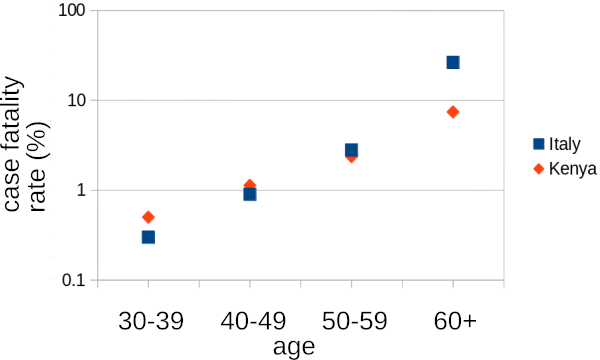 100
10
1
0.1
case fatality
rate (%)
30-39 40-49 50-59 60+
age
Italy
Kenya